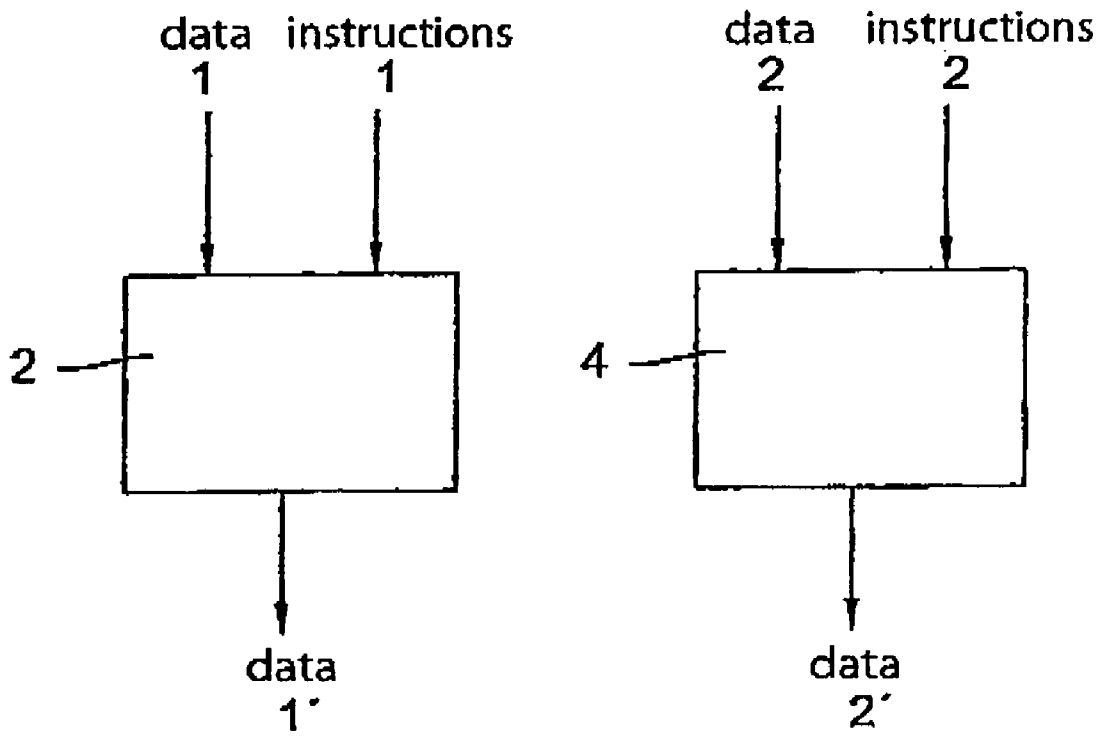 data instructions
1 1
data instructions
2 2
2
4
data
1´
data
2´